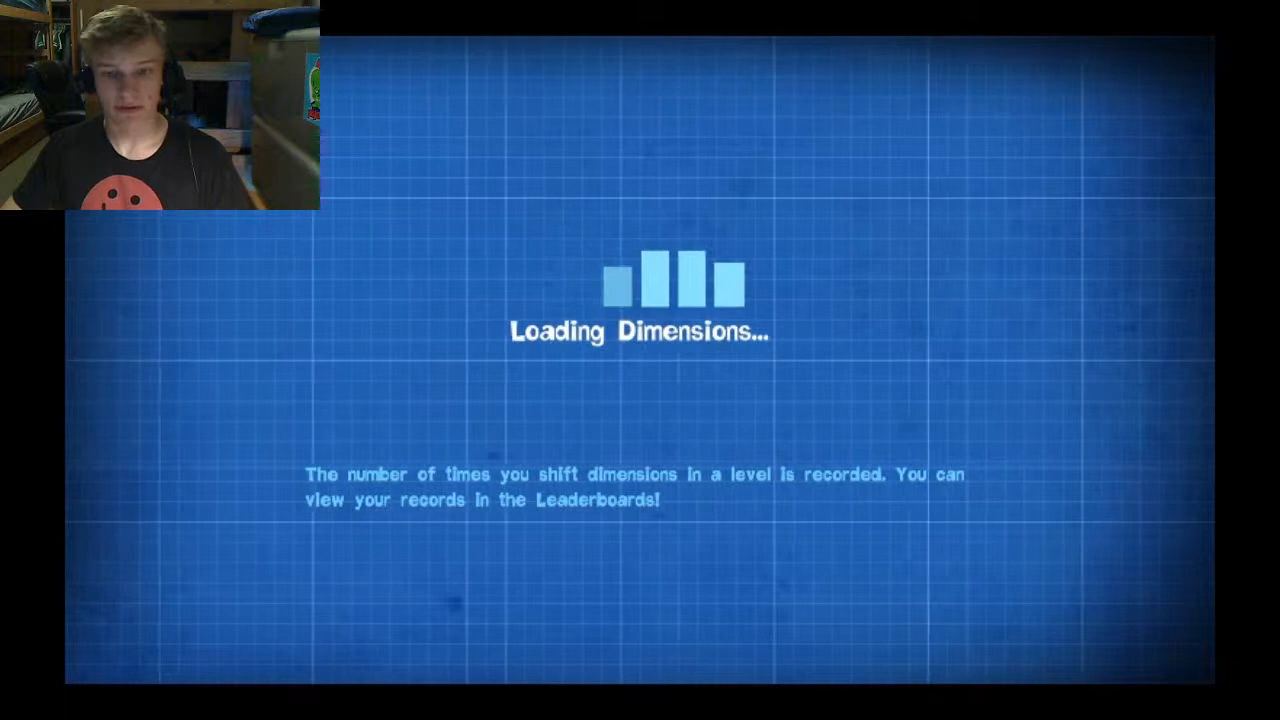 Loading Dimensions...
The number of times you shift dimensions in a level is recorded. You can
view your records in the Leaderboards!